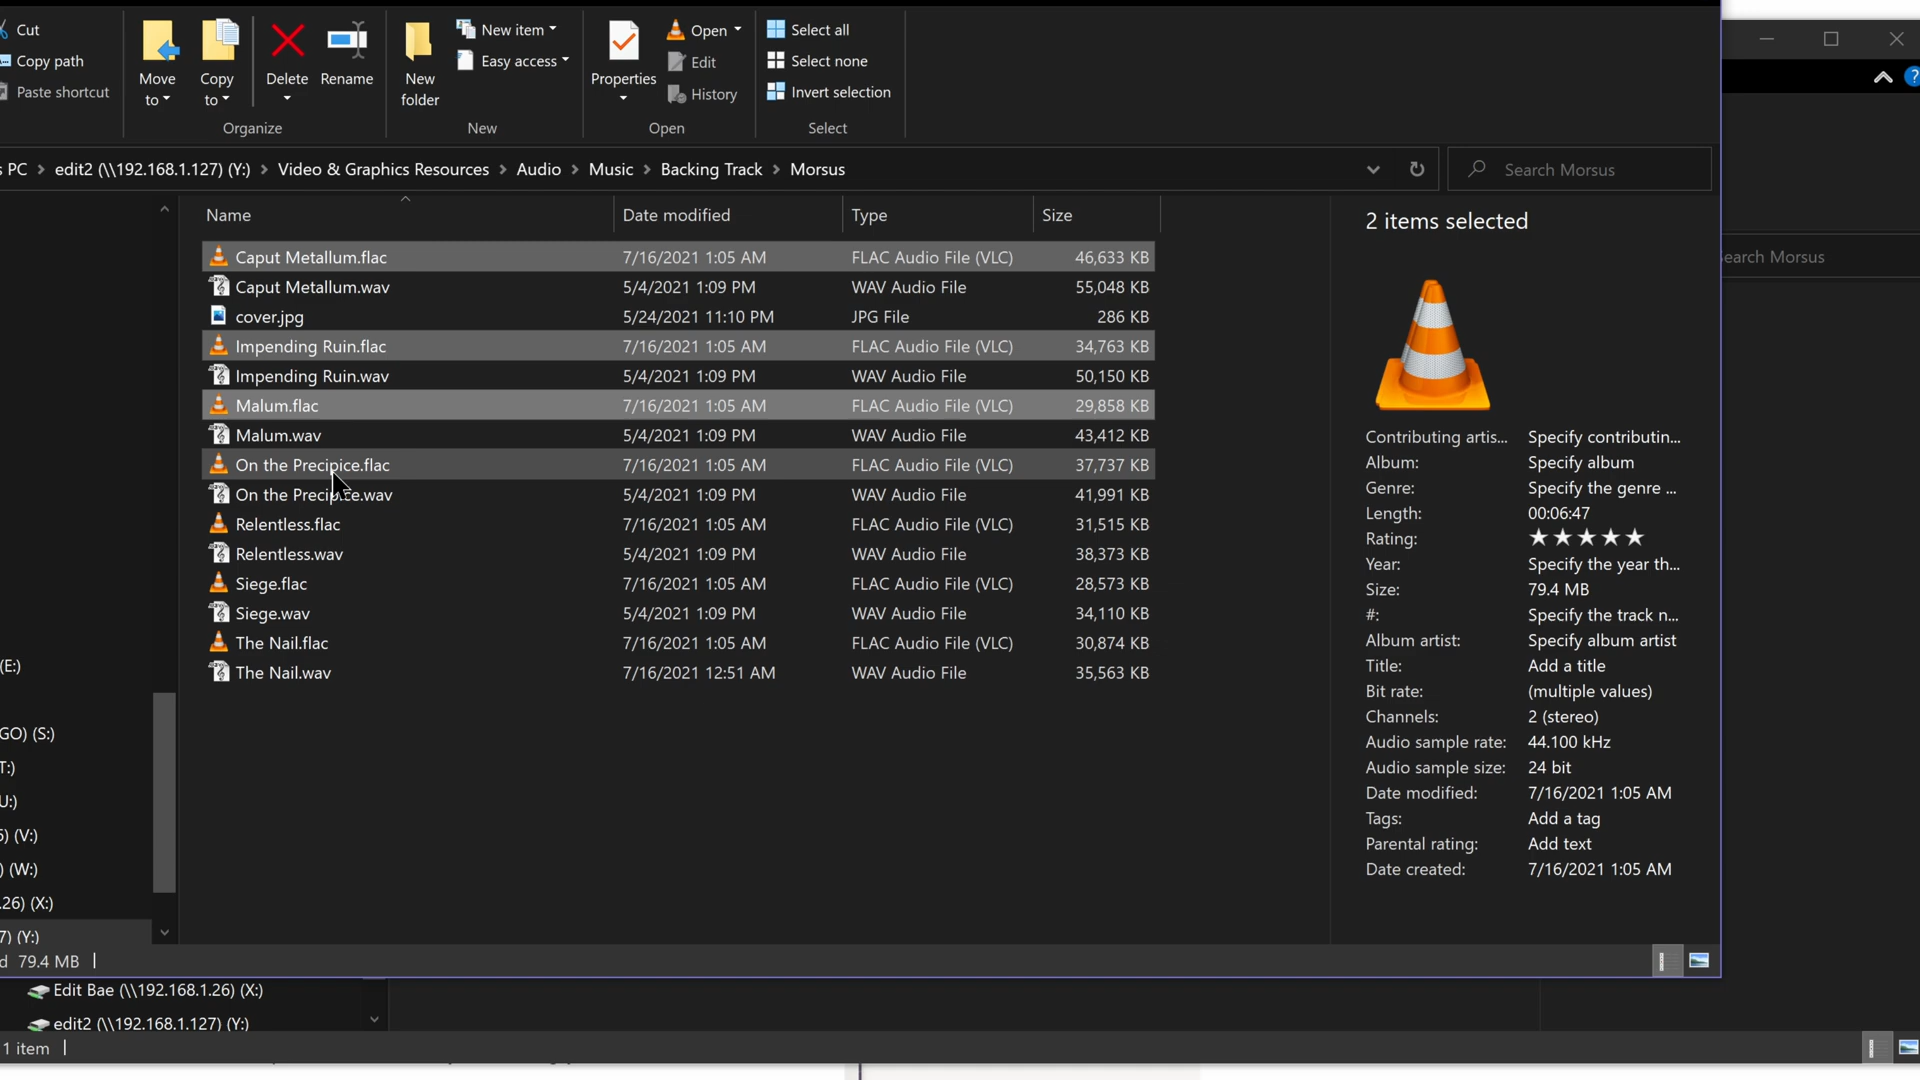 Cut
Copy path
Paste shortcut
Move to
Copy to
Delete
Rename
Organize
New folder
New item
Easy access
New
Properties
Open
Edit
History
Open
Select all
Select none
Invert selection
Select
s PC > edit2 (\\192.168.1.127) (Y:) > Video & Graphics Resources > Audio > Music > Backing Track > Morsus
Search Morsus
Name Date modified Type Size
Caput Metallum.flac 7/16/2021 1:05 AM FLAC Audio File (VLC) 46,633 KB
Caput Metallum.wav 5/4/2021 1:09 PM WAV Audio File 55,048 KB
cover.jpg 5/24/2021 11:10 PM JPG File 286 KB
Impending Ruin.flac 7/16/2021 1:05 AM FLAC Audio File (VLC) 34,763 KB
Impending Ruin.wav 5/4/2021 1:09 PM WAV Audio File 50,150 KB
Malum.flac 7/16/2021 1:05 AM FLAC Audio File (VLC) 29,858 KB
Malum.wav 5/4/2021 1:09 PM WAV Audio File 43,412 KB
On the Precipice.flac 7/16/2021 1:05 AM FLAC Audio File (VLC) 37,737 KB
On the Precipice.wav 5/4/2021 1:09 PM WAV Audio File 41,991 KB
Relentless.flac 7/16/2021 1:05 AM FLAC Audio File (VLC) 31,515 KB
Relentless.wav 5/4/2021 1:09 PM WAV Audio File 38,373 KB
Siege.flac 7/16/2021 1:05 AM FLAC Audio File (VLC) 28,573 KB
Siege.wav 5/4/2021 1:09 PM WAV Audio File 34,110 KB
The Nail.flac 7/16/2021 1:05 AM FLAC Audio File (VLC) 30,874 KB
The Nail.wav 7/16/2021 12:51 AM WAV Audio File 35,563 KB
2 items selected
Contributing artis... Specify contributin...
Album: Specify album
Genre: Specify the genre ...
Length: 00:06:47
Rating: ★★★★★
Year: Specify the year th...
Size: 79.4 MB
#: Specify the track n...
Album artist: Specify album artist
Title: Add a title
Bit rate: (multiple values)
Channels: 2 (stereo)
Audio sample rate: 44.100 kHz
Audio sample size: 24 bit
Date modified: 7/16/2021 1:05 AM
Tags: Add a tag
Parental rating: Add text
Date created: 7/16/2021 1:05 AM
(E:)
GO) (S:)
T:)
U:)
) (V:)
) (W:)
.26) (X:)
7) (Y:)
d 79.4 MB
earch Morsus
Edit Bae (\\192.168.1.26) (X:)
edit2 (\\192.168.1.127) (Y:)
1 item